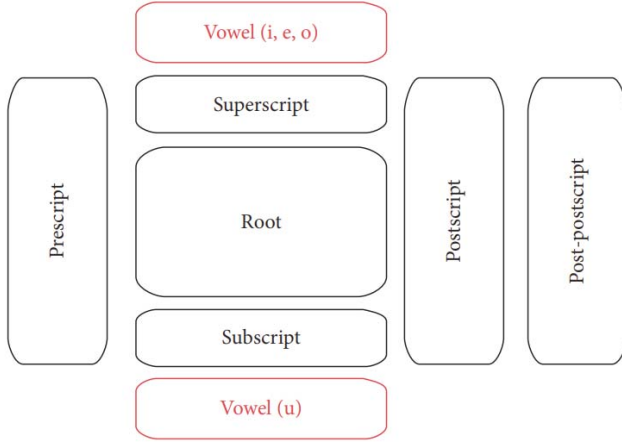 Vowel (i, e, o)
Superscript
Prescript
Root
Postscript
Post-postscript
Subscript
Vowel (u)